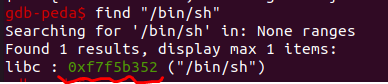 gdb-peda$ find "/bin/sh"
Searching for '/bin/sh' in: None ranges
Found 1 results, display max 1 items:
libc : 0xf7f5b352 ("/bin/sh")